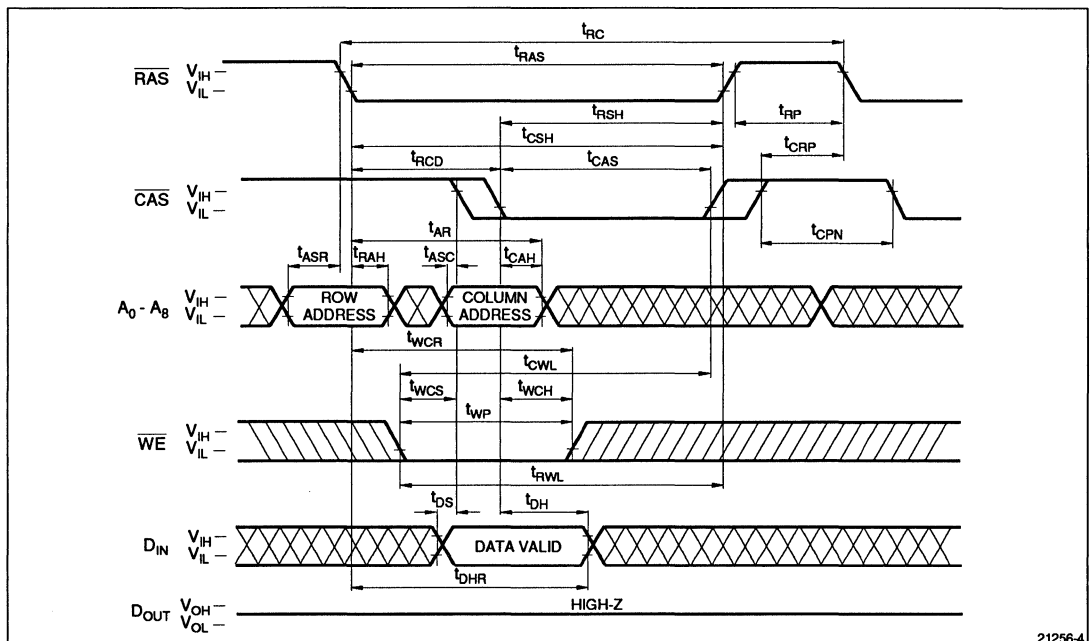 tRC
RAS VIH
VIL
tRAS
tRSH
tRP
tCSH
tRCD
tCAS
tCRP
CAS VIH
VIL
tCPN
tAR
tASR
tRAH
tASC
tCAH
A0 - A8 VIH
VIL
ROW ADDRESS
COLUMN ADDRESS
tWCR
tCWL
tWCS
tWCH
tWP
WE VIH
VIL
tRWL
tDS
tDH
DIN VIH
VIL
DATA VALID
tDHR
DOUT VOH
VOL
HIGH-Z
21256-4